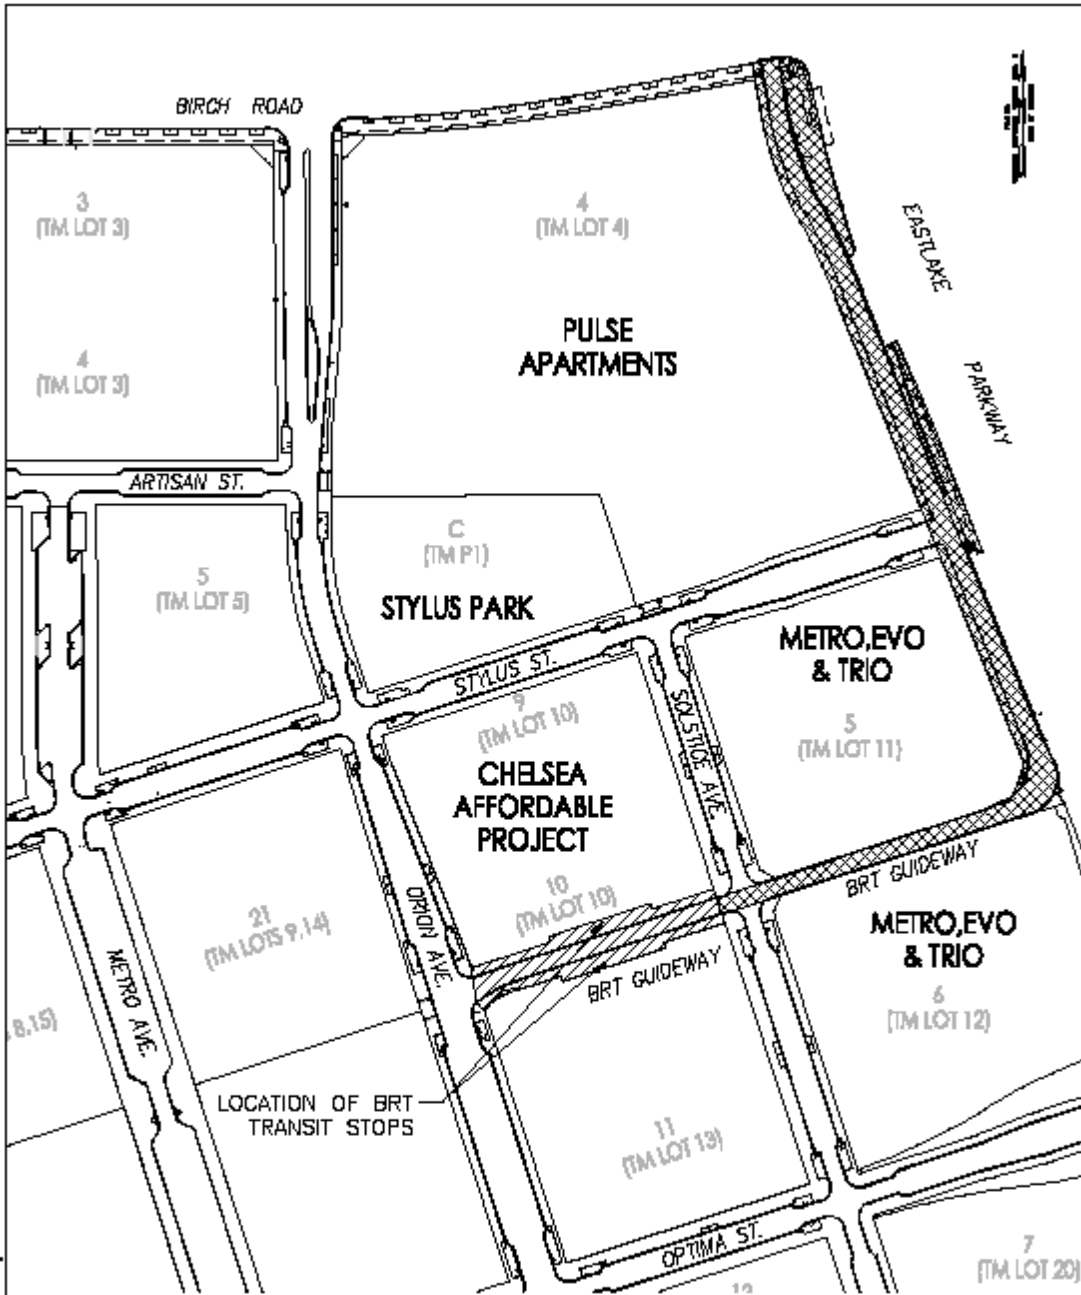 BIRCH ROAD
3
(TM LOT 3)
4
(TM LOT 4)
EASTLAKE
PULSE
APARTMENTS
4
(TM LOT 3)
PARKWAY
ARTISAN ST.
C
(TM P1)
5
(TM LOT 5)
STYLUS PARK
METRO,EVO
& TRIO
STYLUS ST.
9
(TM LOT 10)
SOLSTICE AVE.
5
(TM LOT 11)
CHELSEA
AFFORDABLE
PROJECT
BRT GUIDEWAY
10
(TM LOT 10)
ORION AVE.
21
(TM LOTS 9,14)
METRO,EVO
& TRIO
METRO AVE.
BRT GUIDEWAY
6
(TM LOT 12)
8,15)
LOCATION OF BRT
TRANSIT STOPS
11
(TM LOT 13)
OPTIMA ST.
7
(TM LOT 20)